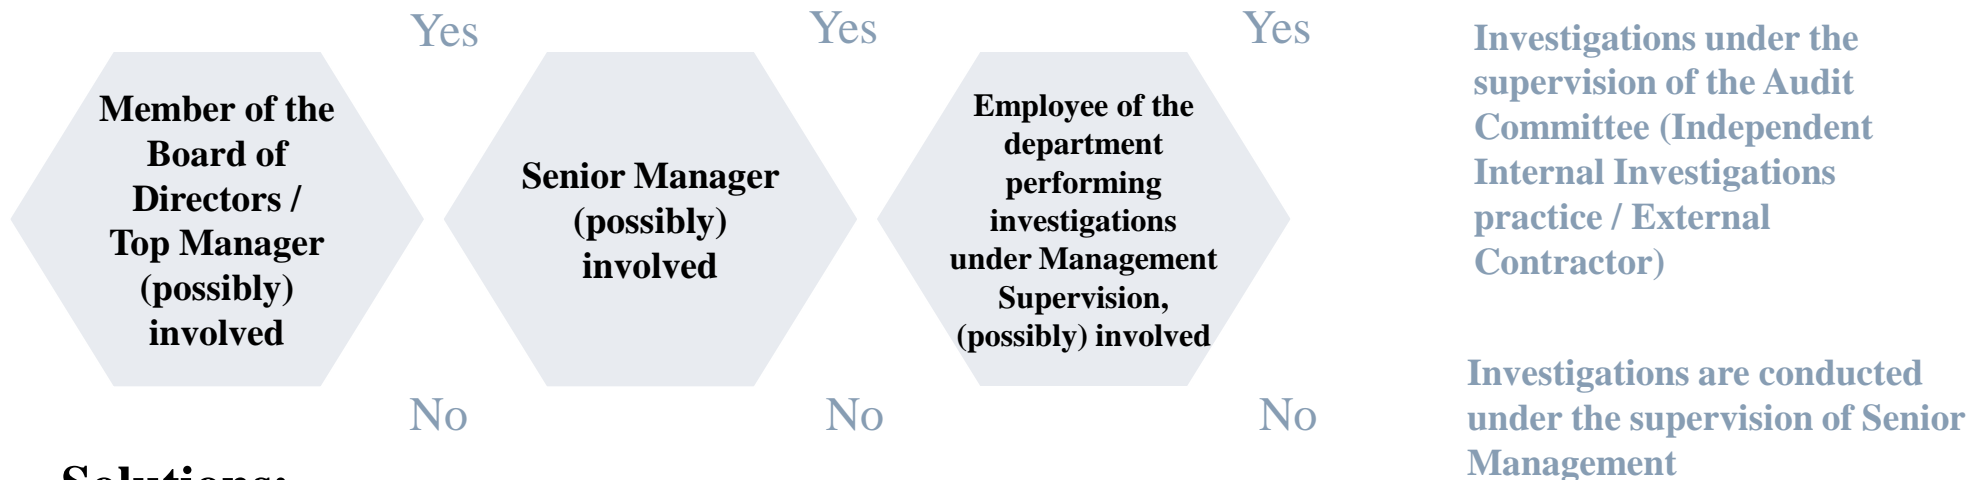 Yes
Member of the
Board of
Directors /
Top Manager
(possibly)
involved
No
Yes
Senior Manager
(possibly)
involved
No
Yes
Employee of the
department
performing
investigations
under Management
Supervision,
(possibly) involved
No
Investigations under the
supervision of the Audit
Committee (Independent
Internal Investigations
practice / External
Contractor)
Investigations are conducted
under the supervision of Senior
Management
Solutions: